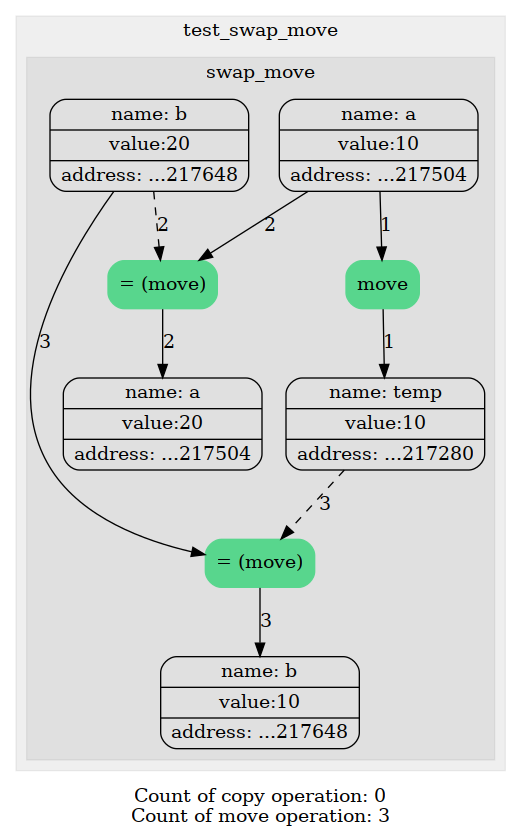 test_swap_move
swap_move
name: b
value:20
address: ...217648
name: a
value:10
address: ...217504
2
2
1
= (move)
move
3
2
1
name: a
value:20
address: ...217504
name: temp
value:10
address: ...217280
3
= (move)
3
name: b
value:10
address: ...217648
Count of copy operation: 0
Count of move operation: 3